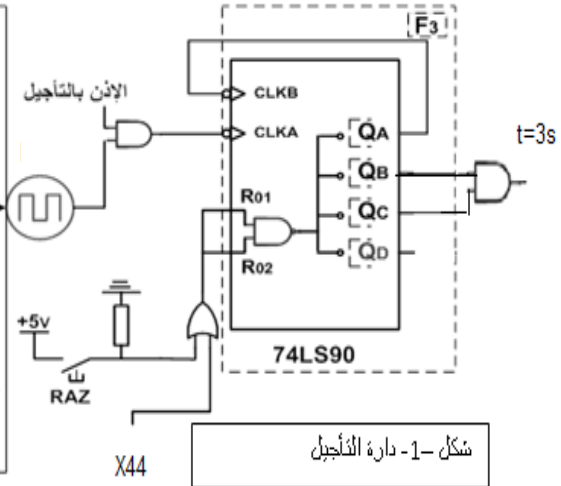 F3
الإذن بالتأجيل
CLKB
CLKA
QA
t=3s
QB
R01
QC
R02
QD
+5v
74LS90
RAZ
X44
شكل –1- دارة التأجيل